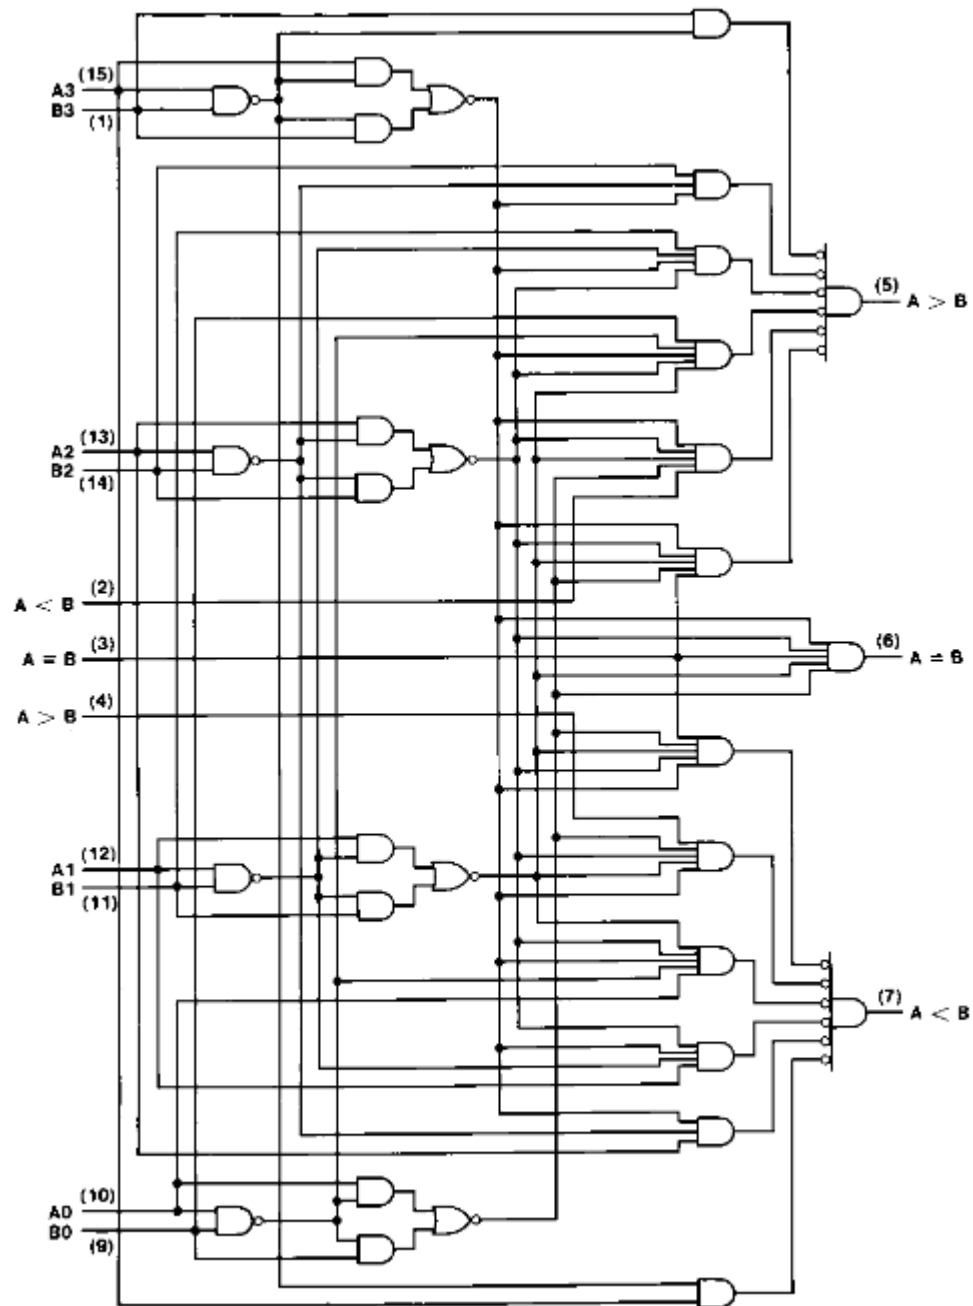 (15)
A3
B3
(1)
(5)
A > B
(13)
A2
B2
(14)
(2)
A < B
(3)
A = B
(6)
A = B
(4)
A > B
(12)
A1
B1
(11)
(7)
A < B
(10)
A0
B0
(9)